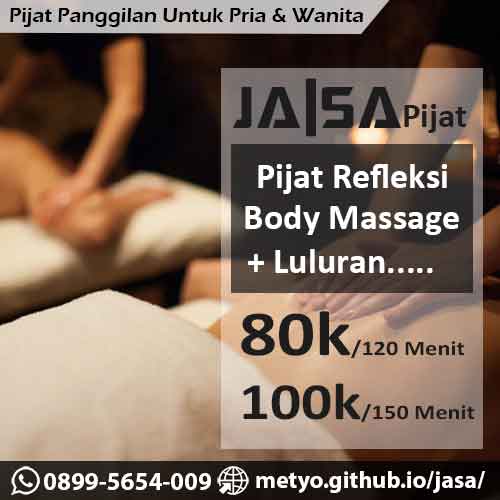 Pijat Panggilan Untuk Pria & Wanita
JA|SA Pijat
Pijat Refleksi
Body Massage
+ Luluran.....
80k/120 Menit
100k/150 Menit
0899-5654-009 metyo.github.io/jasa/